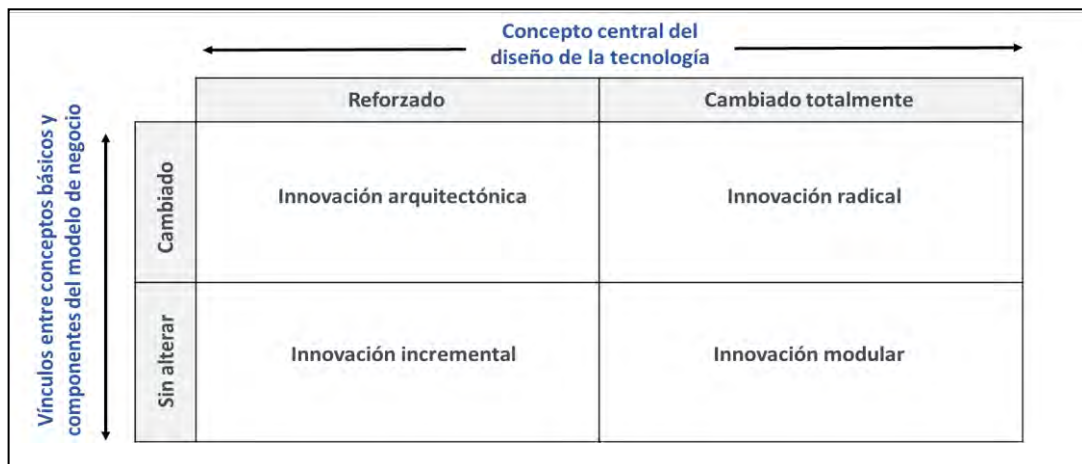 Concepto central del
diseño de la tecnología
Reforzado
Cambiado totalmente
Vínculos entre conceptos básicos y
componentes del modelo de negocio
Cambiado
Innovación arquitectónica
Innovación radical
Sin alterar
Innovación incremental
Innovación modular